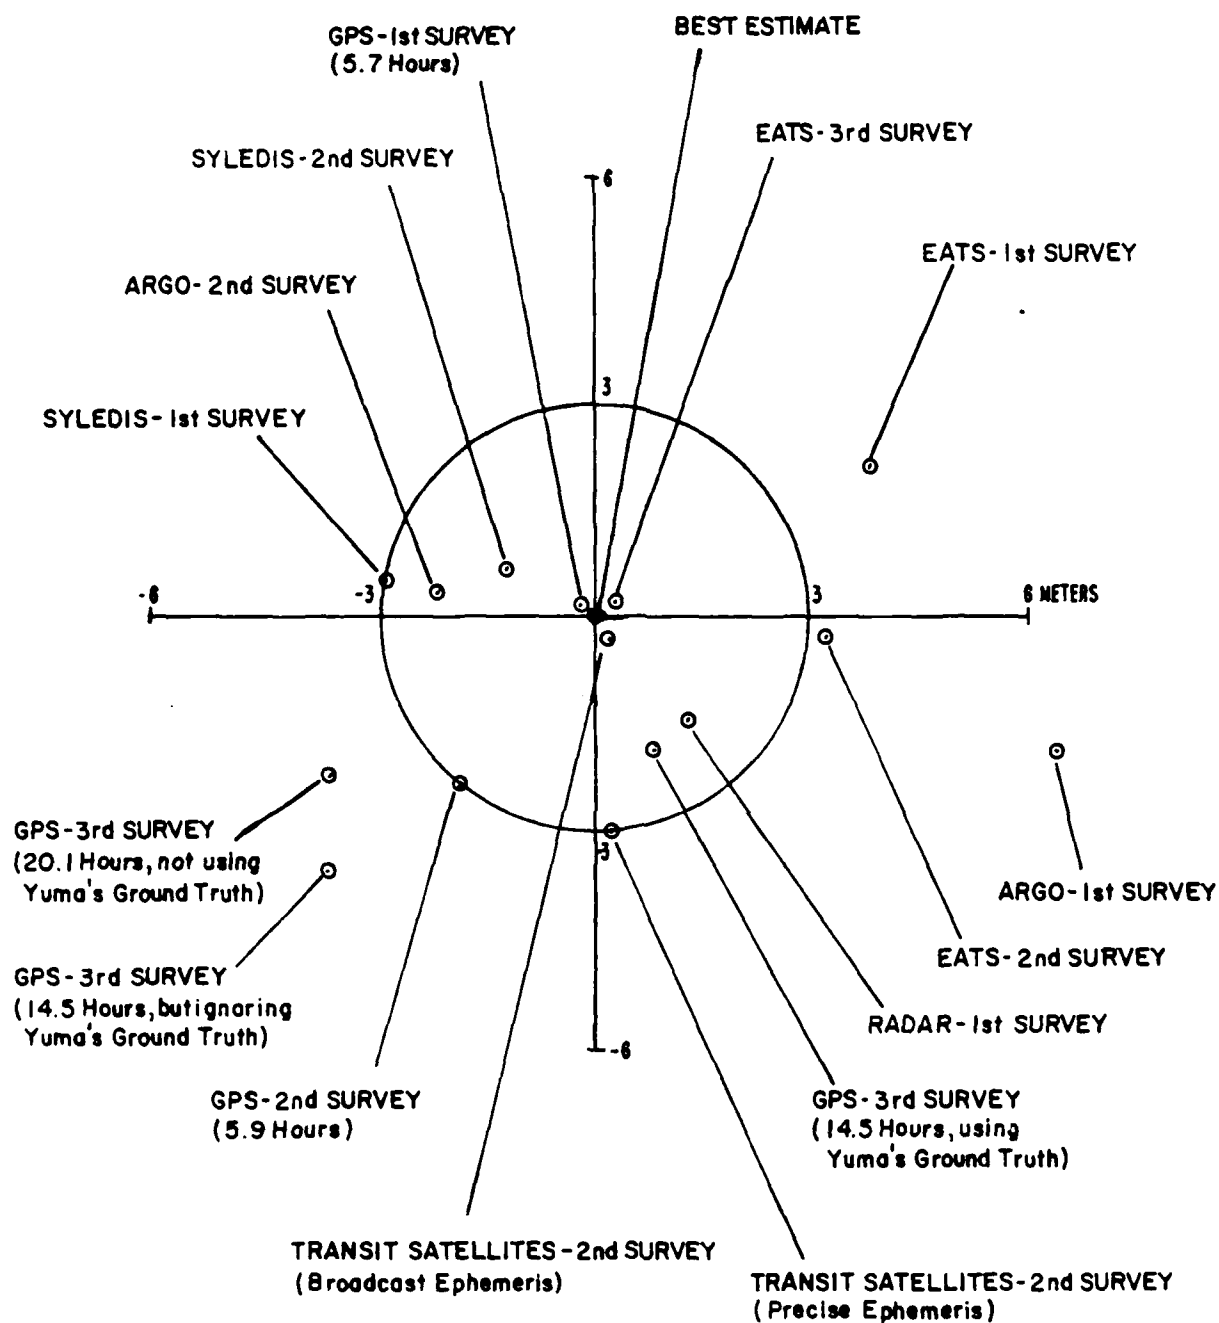 GPS-1st SURVEY
(5.7 Hours)
BEST ESTIMATE
EATS-3rd SURVEY
SYLEDIS-2nd SURVEY
6
EATS-1st SURVEY
ARGO-2nd SURVEY
3
SYLEDIS-1st SURVEY
-6
-3
3
6 METERS
GPS-3rd SURVEY
(20.1 Hours, not using
Yuma's Ground Truth)
3
ARGO-1st SURVEY
EATS-2nd SURVEY
GPS-3rd SURVEY
(14.5 Hours, but ignoring
Yuma's Ground Truth)
RADAR-1st SURVEY
-6
GPS-2nd SURVEY
(5.9 Hours)
GPS-3rd SURVEY
(14.5 Hours, using
Yuma's Ground Truth)
TRANSIT SATELLITES-2nd SURVEY
(Broadcast Ephemeris)
TRANSIT SATELLITES-2nd SURVEY
(Precise Ephemeris)